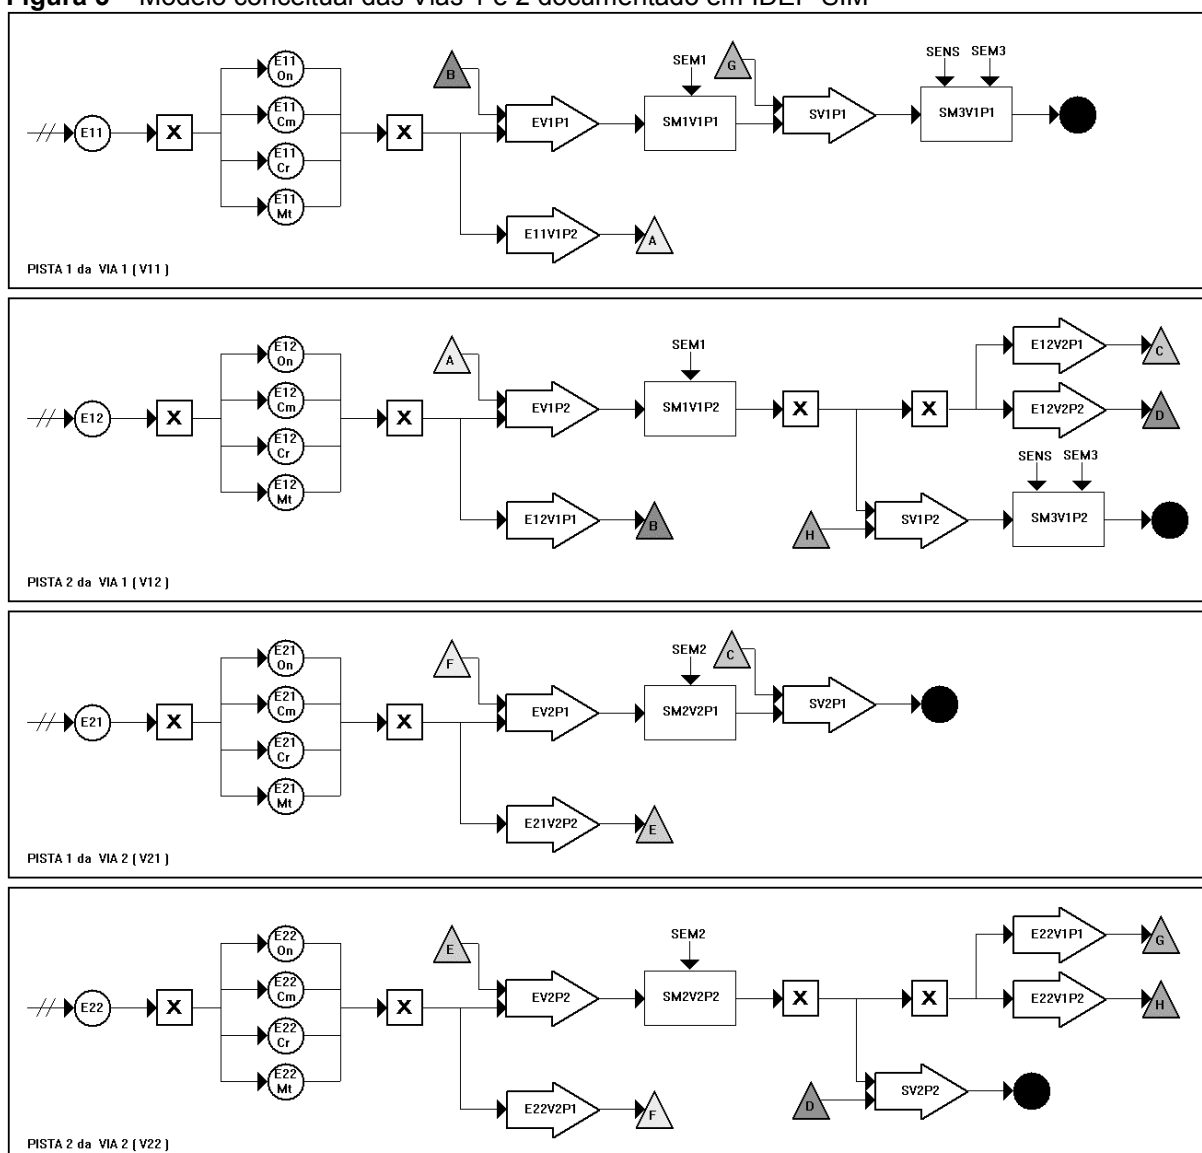 Figura 3 – Modelo conceitual das Vias 1 e 2 documentado em IDEF-SIM
E11
X
E11
On
E11
Cm
E11
Cr
E11
Mt
X
B
EV1P1
SEM1
SM1V1P1
G
SV1P1
SENS SEM3
SM3V1P1
E11V1P2
A
PISTA 1 da VIA 1 ( V11 )
E12
X
E12
On
E12
Cm
E12
Cr
E12
Mt
X
A
EV1P2
SEM1
SM1V1P2
X
X
E12V2P1
C
E12V2P2
D
E12V1P1
B
H
SV1P2
SENS SEM3
SM3V1P2
PISTA 2 da VIA 1 ( V12 )
E21
X
E21
On
E21
Cm
E21
Cr
E21
Mt
X
F
EV2P1
SEM2
SM2V2P1
C
SV2P1
E21V2P2
E
PISTA 1 da VIA 2 ( V21 )
E22
X
E22
On
E22
Cm
E22
Cr
E22
Mt
X
E
EV2P2
SEM2
SM2V2P2
X
X
E22V1P1
G
E22V1P2
H
E22V2P1
F
D
SV2P2
PISTA 2 da VIA 2 ( V22 )